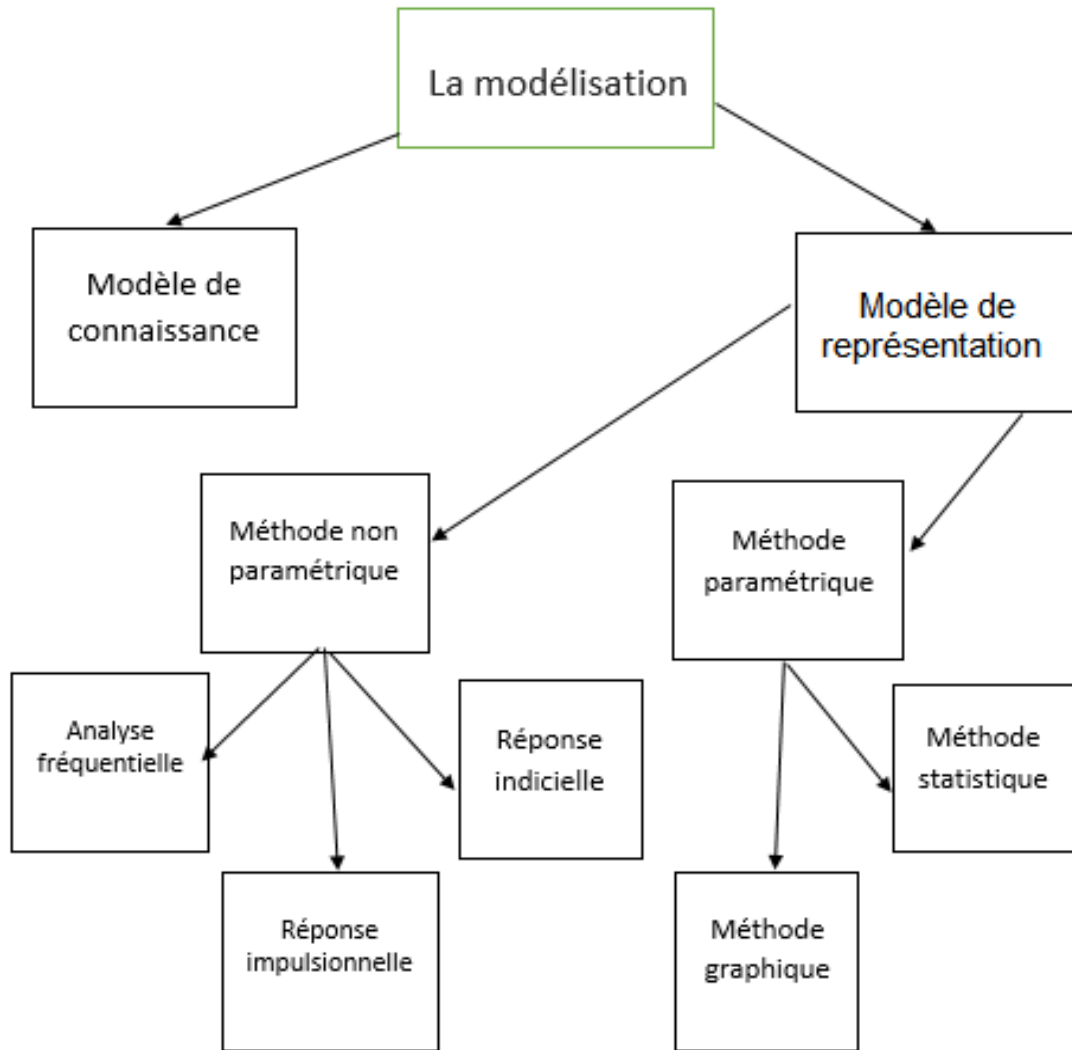 La modélisation
Modèle de
connaissance
Modèle de
représentation
Méthode non
paramétrique
Méthode
paramétrique
Analyse
fréquentielle
Réponse
indicielle
Méthode
statistique
Réponse
impulsionnelle
Méthode
graphique